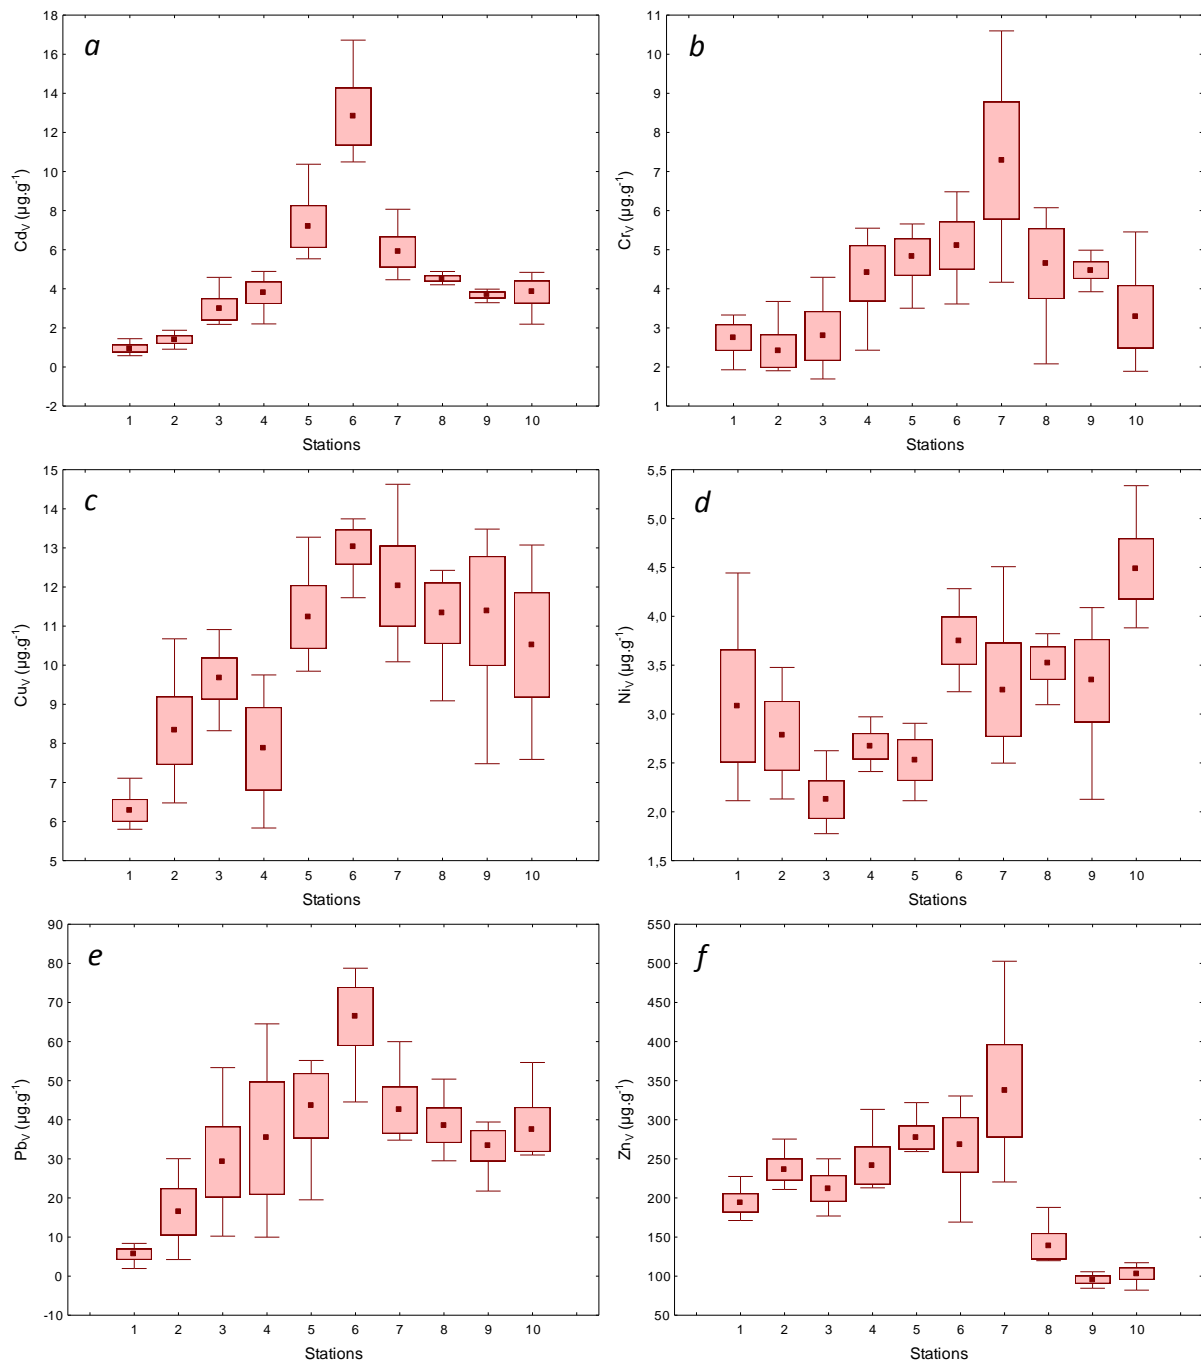 a
18
16
14
12
10
8
6
4
2
0
-2
Cd_V (µg.g⁻¹)
1 2 3 4 5 6 7 8 9 10
Stations
b
11
10
9
8
7
6
5
4
3
2
1
Cr_V (µg.g⁻¹)
1 2 3 4 5 6 7 8 9 10
Stations
c
15
14
13
12
11
10
9
8
7
6
5
Cu_V (µg.g⁻¹)
1 2 3 4 5 6 7 8 9 10
Stations
d
5,5
5,0
4,5
4,0
3,5
3,0
2,5
2,0
1,5
Ni_V (µg.g⁻¹)
1 2 3 4 5 6 7 8 9 10
Stations
e
90
80
70
60
50
40
30
20
10
0
-10
Pb_V (µg.g⁻¹)
1 2 3 4 5 6 7 8 9 10
Stations
f
550
500
450
400
350
300
250
200
150
100
50
Zn_V (µg.g⁻¹)
1 2 3 4 5 6 7 8 9 10
Stations